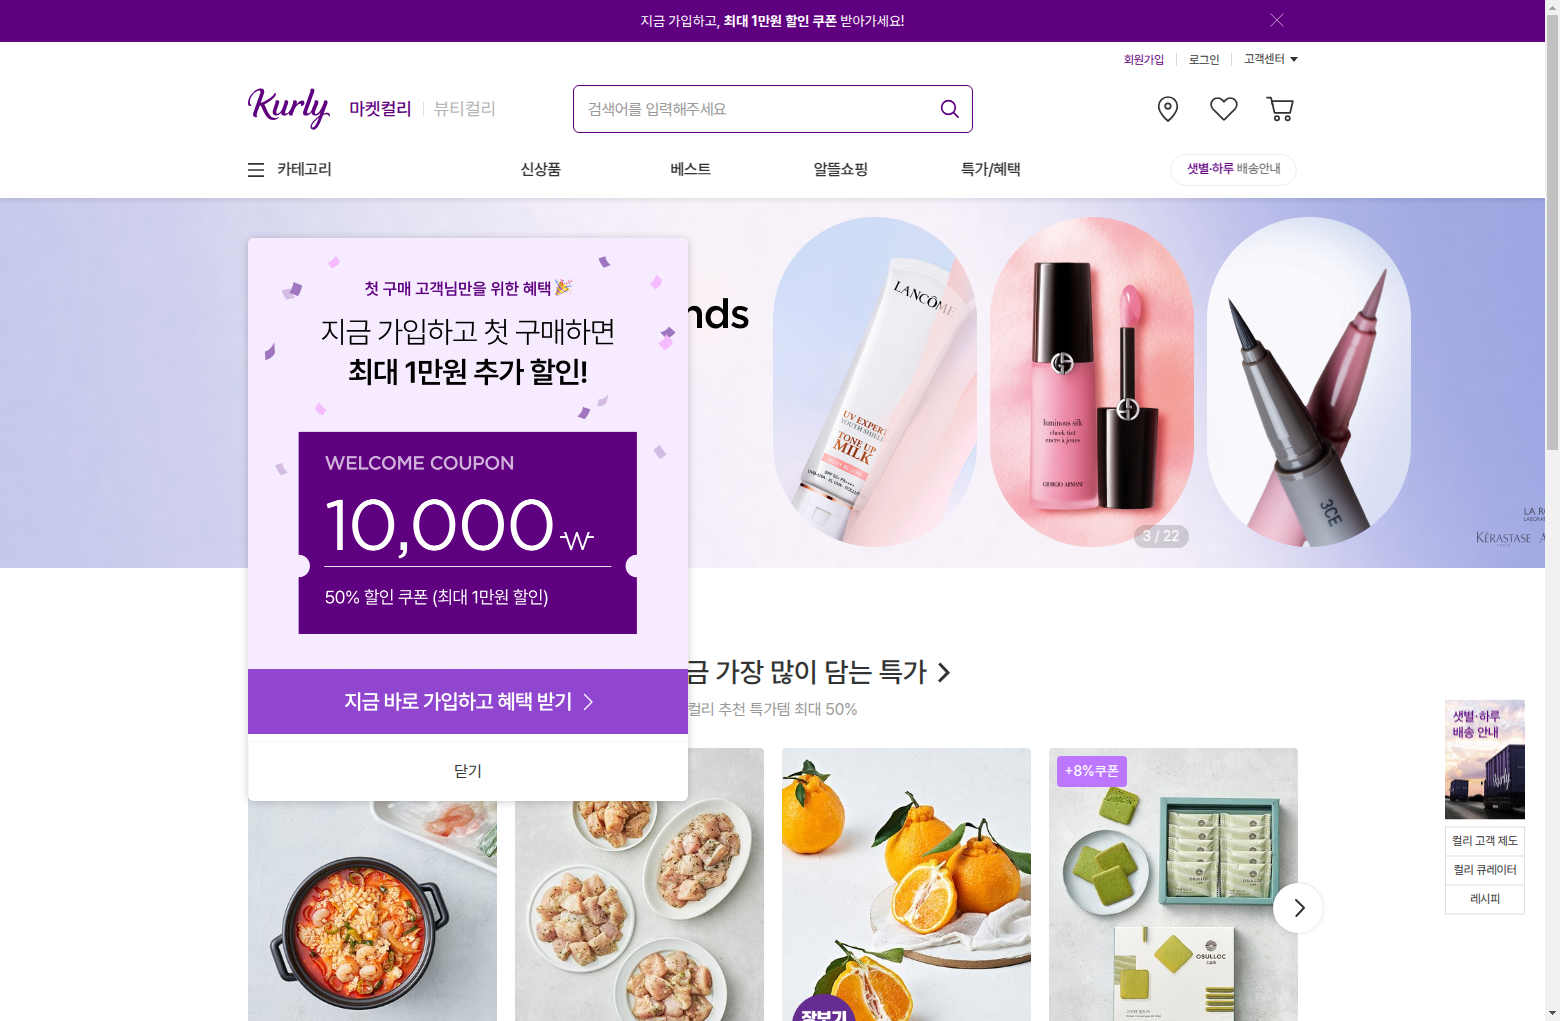 지금 가입하고, 최대 1만원 할인 쿠폰 받아가세요!
회원가입
로그인
고객센터
Kurly
마켓컬리
뷰티컬리
검색어를 입력해주세요
카테고리
신상품
베스트
알뜰쇼핑
특가/혜택
샛별·하루 배송안내
첫 구매 고객님만을 위한 혜택
지금 가입하고 첫 구매하면
최대 1만원 추가 할인!
WELCOME COUPON
10,000₩
50% 할인 쿠폰 (최대 1만원 할인)
지금 바로 가입하고 혜택 받기
닫기
nds
LANCÔME
UV EXPERT
YOUTH SHIELD
TONE UP
MILK
luminous silk
cheek tint
encre à joues
GIORGIO ARMANI
3CE
3 / 22
LA RO
KÉRASTASE
금 가장 많이 담는 특가
컬리 추천 특가템 최대 50%
+8%쿠폰
OSULLOC
잘보기
샛별·하루
배송 안내
Kurly
컬리 고객 제도
컬리 큐레이터
레시피